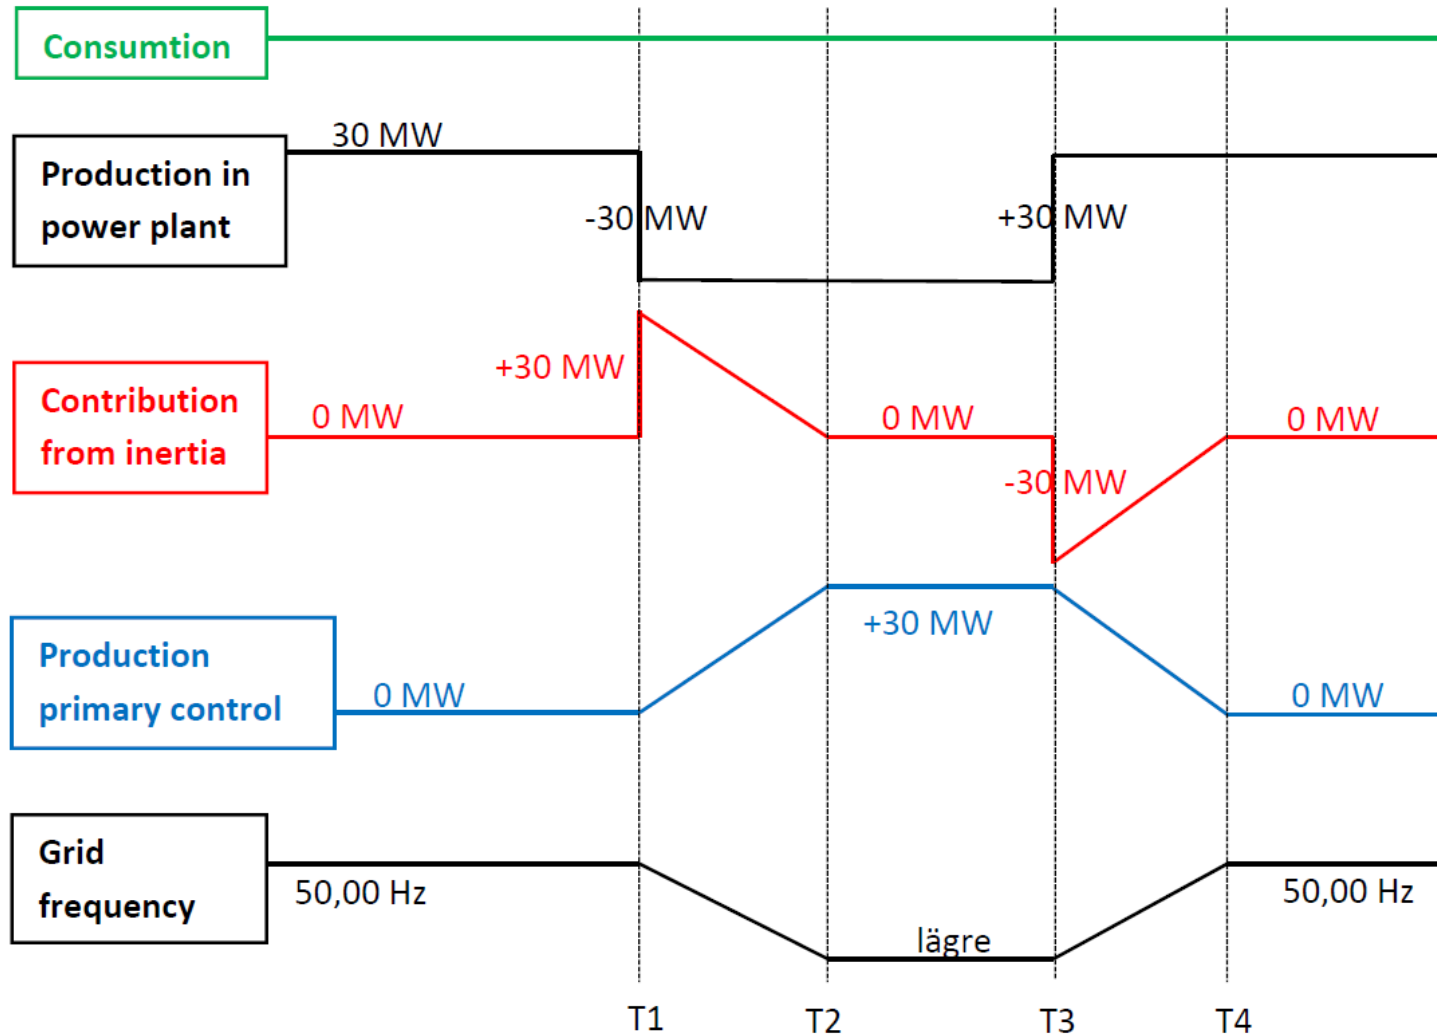 Consumtion
30 MW
Production in
power plant
-30 MW
+30 MW
+30 MW
Contribution
from inertia
0 MW
0 MW
0 MW
-30 MW
Production
primary control
0 MW
+30 MW
0 MW
Grid
frequency
50,00 Hz
lägre
50,00 Hz
T1
T2
T3
T4